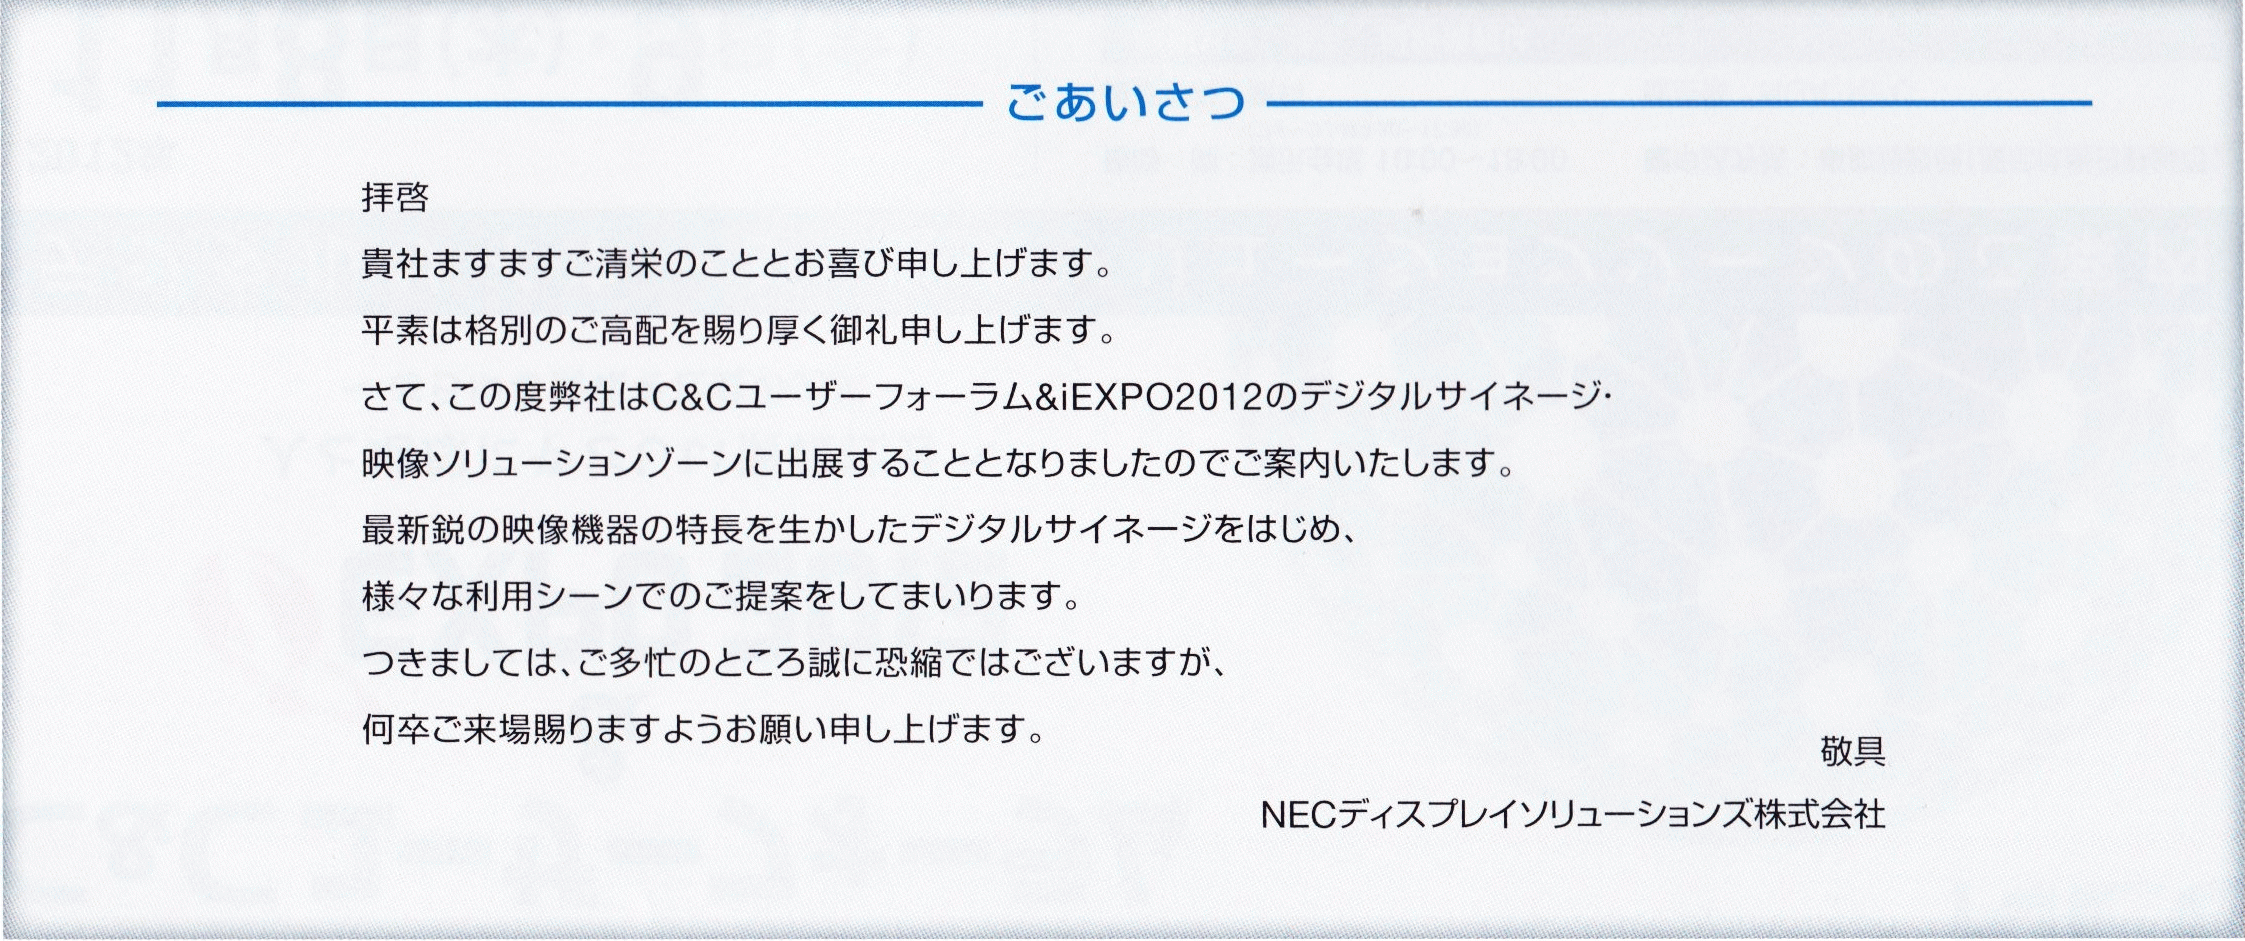 ごあいさつ
拝啓
貴社ますますご清栄のこととお喜び申し上げます。
平素は格別のご高配を賜り厚く御礼申し上げます。
さて、この度弊社はC&Cユーザーフォーラム&iEXPO2012のデジタルサイネージ・
映像ソリューションゾーンに出展することとなりましたのでご案内いたします。
最新鋭の映像機器の特長を生かしたデジタルサイネージをはじめ、
様々な利用シーンでのご提案をしてまいります。
つきましては、ご多忙のところ誠に恐縮ではございますが、
何卒ご来場賜りますようお願い申し上げます。
敬具
NECディスプレイソリューションズ株式会社